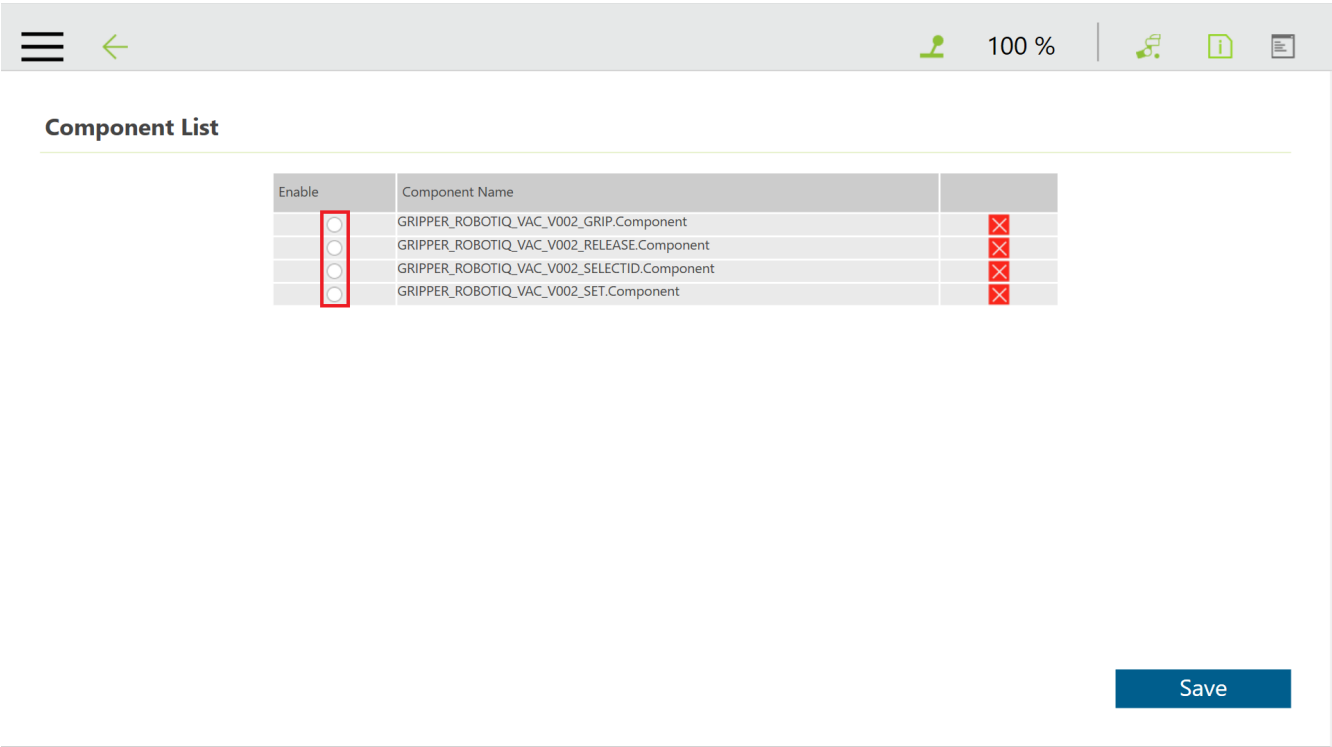 100 %
Component List
Enable Component Name
GRIPPER_ROBOTIQ_VAC_V002_GRIP.Component
GRIPPER_ROBOTIQ_VAC_V002_RELEASE.Component
GRIPPER_ROBOTIQ_VAC_V002_SELECTID.Component
GRIPPER_ROBOTIQ_VAC_V002_SET.Component
Save